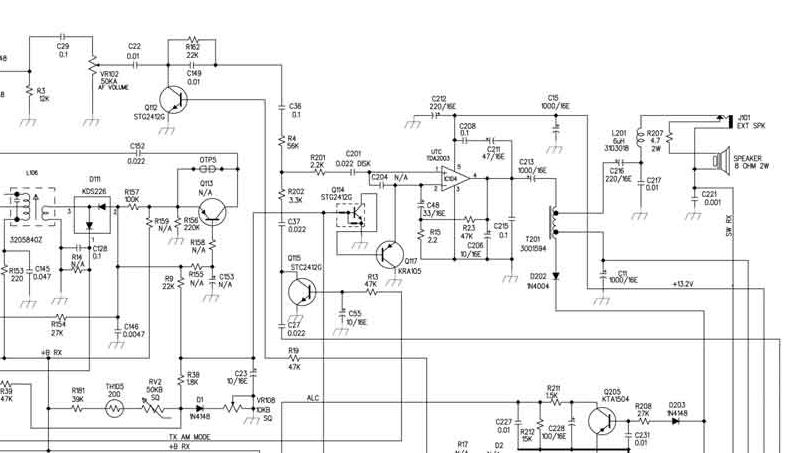 C29
0.1
C22
0.01
R162
22K
C149
0.01
VR102
50KA
AF VOLUME
R3
12K
Q112
STG2412G
C36
0.1
R4
56K
C212
220/16E
C15
1000/16E
J101
EXT SPK
L201
6uH
3103018
R207
4.7
2W
SPEAKER
8 OHM 2W
C208
0.1
C211
47/16E
UTC
TDA2003
IC104
C213
1000/16E
C216
220/16E
C217
0.01
C221
0.001
SW RX
C152
0.022
DTP5
R201
2.2K
C201
0.022 DISK
C204
N/A
L106
D111
KDS226
R157
100K
Q113
N/A
Q114
STG2412G
R202
3.3K
C48
33/16E
R15
2.2
R23
47K
C206
10/16E
C215
0.1
T201
3001594
3205840Z
R159
N/A
R156
220K
R158
N/A
C37
0.022
C128
0.1
R14
N/A
R153
220
C145
0.047
R155
N/A
C153
N/A
R9
22K
Q115
STC2412G
R13
47K
Q117
KRA105
D202
1N4004
C11
1000/16E
+13.2V
R154
27K
C146
0.0047
C27
0.022
C55
10/16E
+B RX
R19
47K
R39
47K
R181
39K
TH105
200
RV2
50KB
SQ
R38
1.8K
D1
1N4148
C23
10/16E
VR108
10KB
SQ
ALC
R211
1.5K
Q205
KTA1504
R208
27K
D203
1N4148
C227
0.01
R212
15K
C228
100/16E
C231
0.01
TX AM MODE
+B RX
R17
N/A
D2